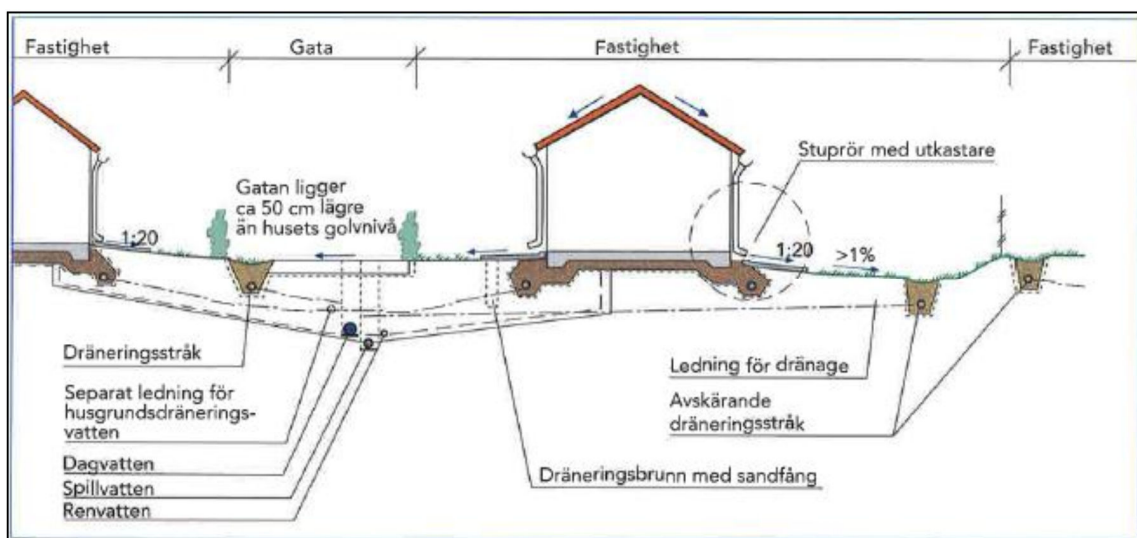 Fastighet
Gata
Fastighet
Fastighet
Stuprör med utkastare
Gatan ligger
ca 50 cm lägre
än husets golvnivå
1:20
1:20
>1%
Dräneringsstråk
Separat ledning för
husgrundsdränerings-
vatten
Dagvatten
Spillvatten
Renvatten
Dräneringsbrunn med sandfång
Ledning för dränage
Avskärande
dräneringsstråk